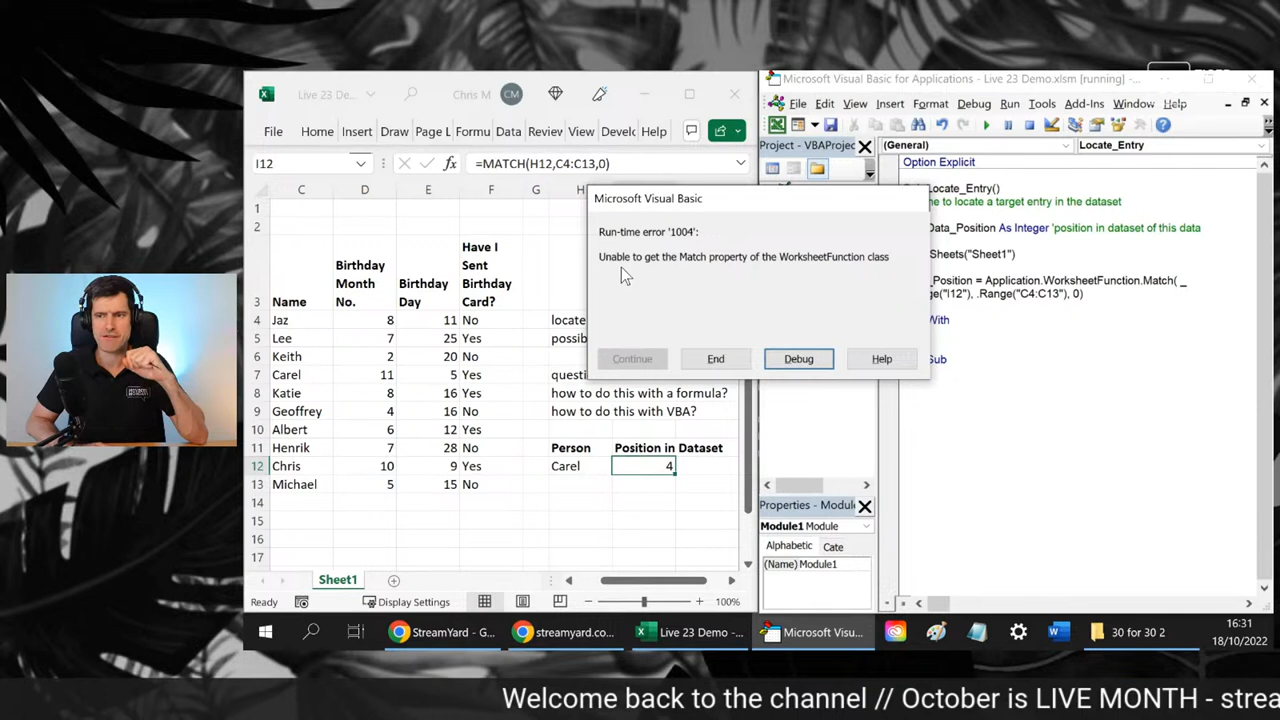 Live 23 De...
Chris M
CM
File Home Insert Draw Page L Formu Data Review View Develo Help
I12
=MATCH(H12,C4:C13,0)
C D E F G H
1
2
3 Name Birthday Month No. Birthday Day Have I Sent Birthday Card?
4 Jaz 8 11 No locate
5 Lee 7 25 Yes possib
6 Keith 2 20 No
7 Carel 11 5 Yes questi
8 Katie 8 16 Yes how to do this with a formula?
9 Geoffrey 4 16 No how to do this with VBA?
10 Albert 6 12 Yes
11 Henrik 7 28 No Person Position in Dataset
12 Chris 10 9 Yes Carel 4
13 Michael 5 15 No
14
15
16
17
Sheet1
Ready Display Settings 100%
Microsoft Visual Basic
Run-time error '1004':
Unable to get the Match property of the WorksheetFunction class
Continue End Debug Help
Microsoft Visual Basic for Applications - Live 23 Demo.xlsm [running] -
File Edit View Insert Format Debug Run Tools Add-Ins Window Help
Project - VBAProjec
(General) Locate_Entry
Option Explicit
Locate_Entry()
ne to locate a target entry in the dataset
Data_Position As Integer 'position in dataset of this data
Sheets("Sheet1")
_Position = Application.WorksheetFunction.Match( _
ge("I12"), .Range("C4:C13"), 0)
With
Sub
Properties - Module
Module1 Module
Alphabetic Cate
(Name) Module1
StreamYard - G...
streamyard.co...
Live 23 Demo -...
Microsoft Visu...
30 for 30 2
16:31
18/10/2022
Welcome back to the channel // October is LIVE MONTH - strea